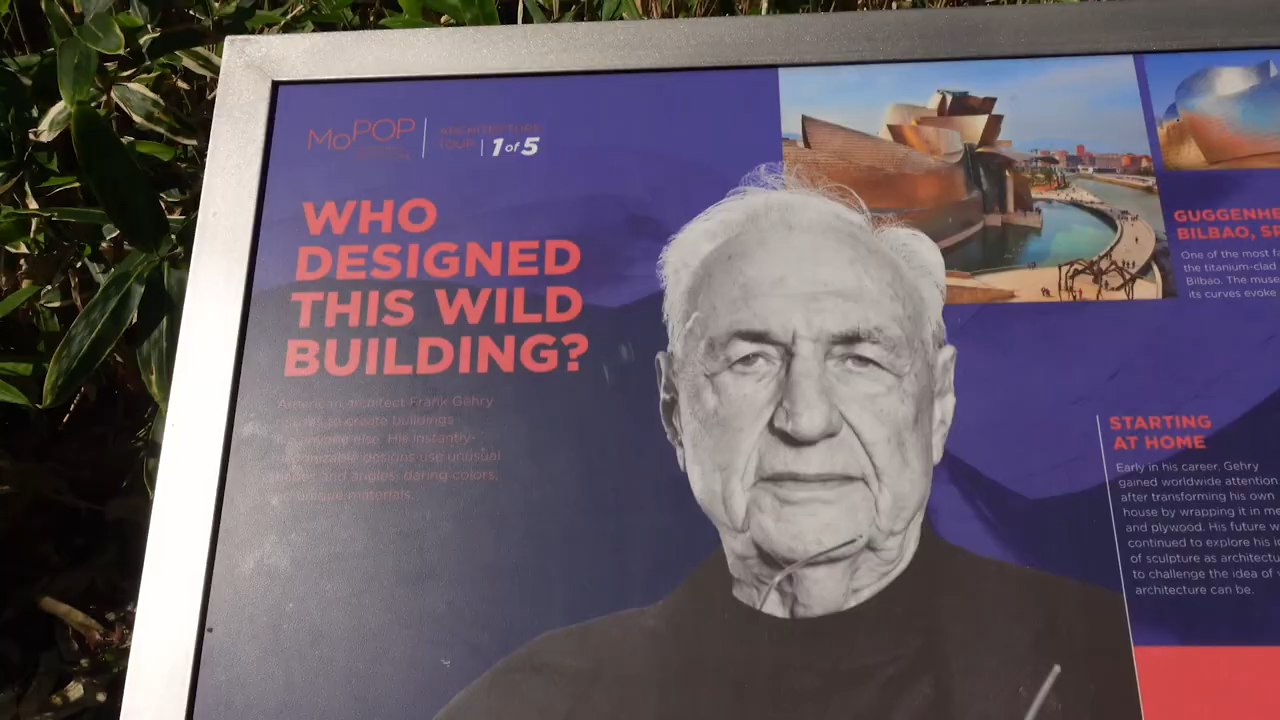 MoPOP
ARCHITECTURE
TOUR | 1 of 5
WHO
DESIGNED
THIS WILD
BUILDING?
American architect Frank Gehry
to create buildings
anyone else. His instantly-
designs use unusual
and angles, daring colors,
unique materials.
GUGGENHE
BILBAO, SP
One of the most fa
the titanium-clad
Bilbao. The muse
its curves evoke
STARTING
AT HOME
Early in his career, Gehry
gained worldwide attention
after transforming his own
house by wrapping it in me
and plywood. His future w
continued to explore his i
of sculpture as architectu
to challenge the idea of
architecture can be.